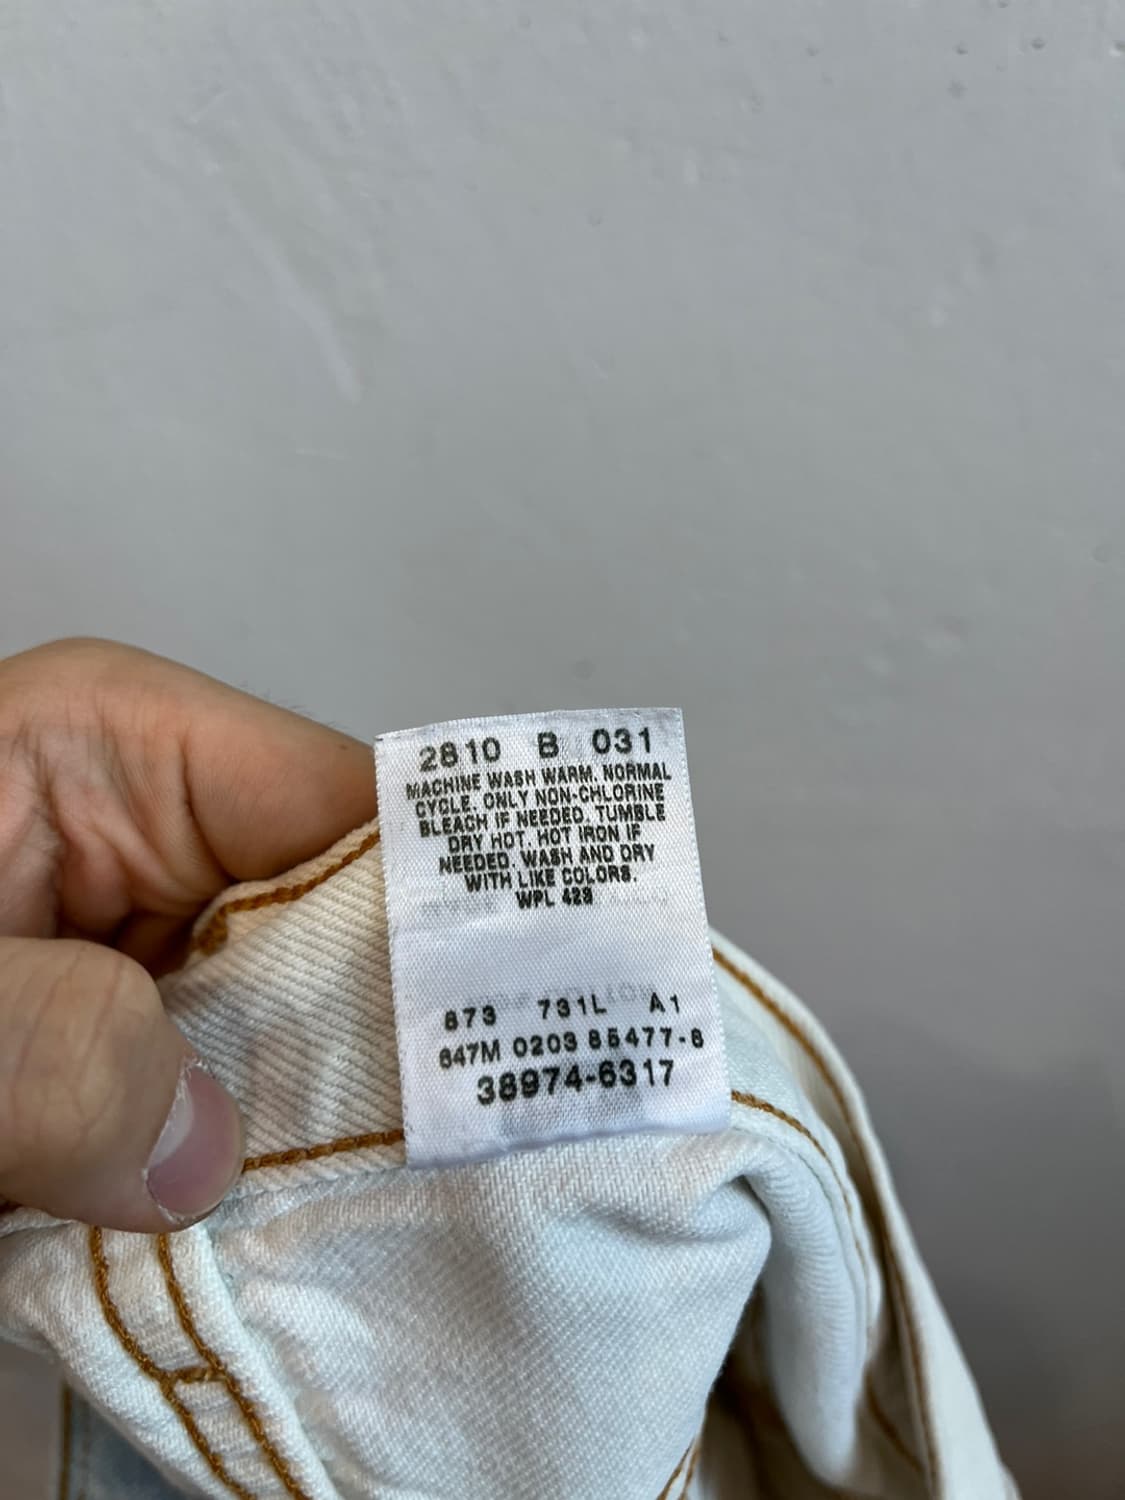 2810 B 031
MACHINE WASH WARM, NORMAL
CYCLE. ONLY NON-CHLORINE
BLEACH IF NEEDED. TUMBLE
DRY HOT. HOT IRON IF
NEEDED. WASH AND DRY
WITH LIKE COLORS.
WPL 423
873 731L A1
647M 0203 85477-8
38974-6317